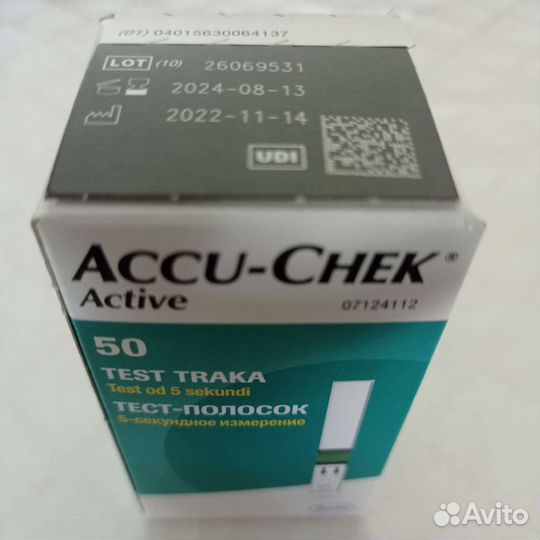 (01) 04015630064137
LOT (10) 26069531
2024-08-13
2022-11-14
UDI
ACCU-CHEK®
Active
07124112
50
TEST TRAKA
Test od 5 sekundi
ТЕСТ-ПОЛОСОК
5-секундное измерение
Roche
Avito